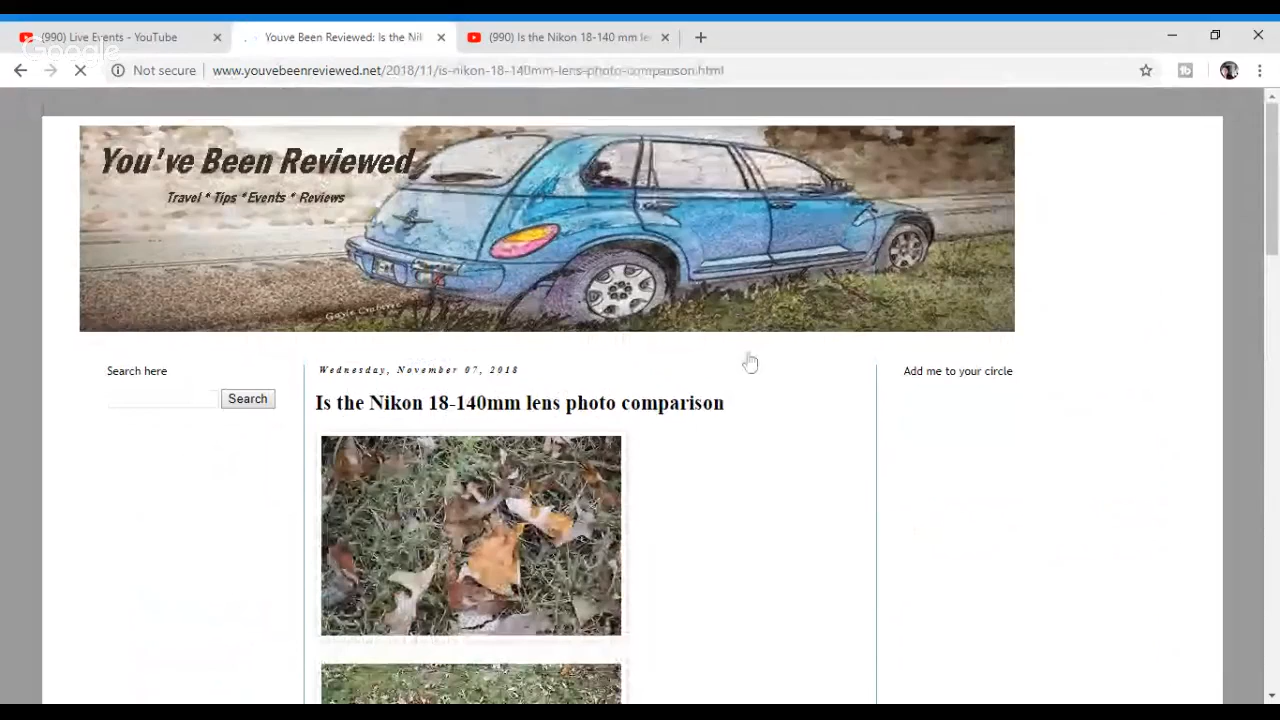 (990) Live Events - YouTube
Youve Been Reviewed: Is the Ni
(990) Is the Nikon 18-140 mm le
Google
Not secure
www.youvebeenreviewed.net/2018/11/is-nikon-18-140mm-lens-photo-comparison.html
You've Been Reviewed
Travel * Tips *Events * Reviews
Search here
Search
Wednesday, November 07, 2018
Is the Nikon 18-140mm lens photo comparison
Add me to your circle